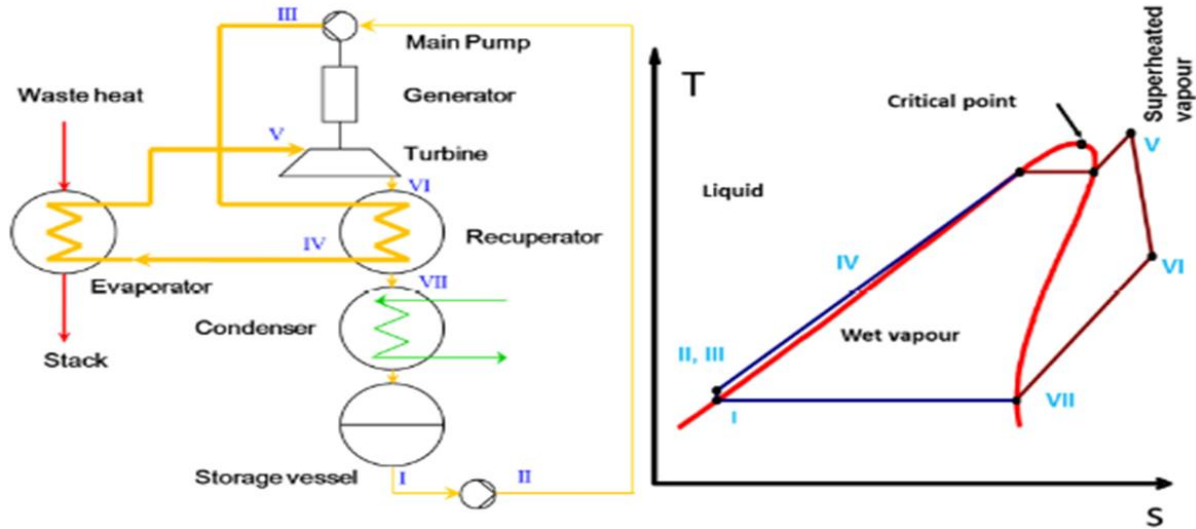 III
Main Pump
Waste heat
Generator
V
Turbine
VI
IV
Recuperator
Evaporator
VII
Condenser
Stack
Storage vessel
I
II
T
Critical point
Superheated
vapour
V
Liquid
IV
VI
Wet vapour
II, III
I
VII
S